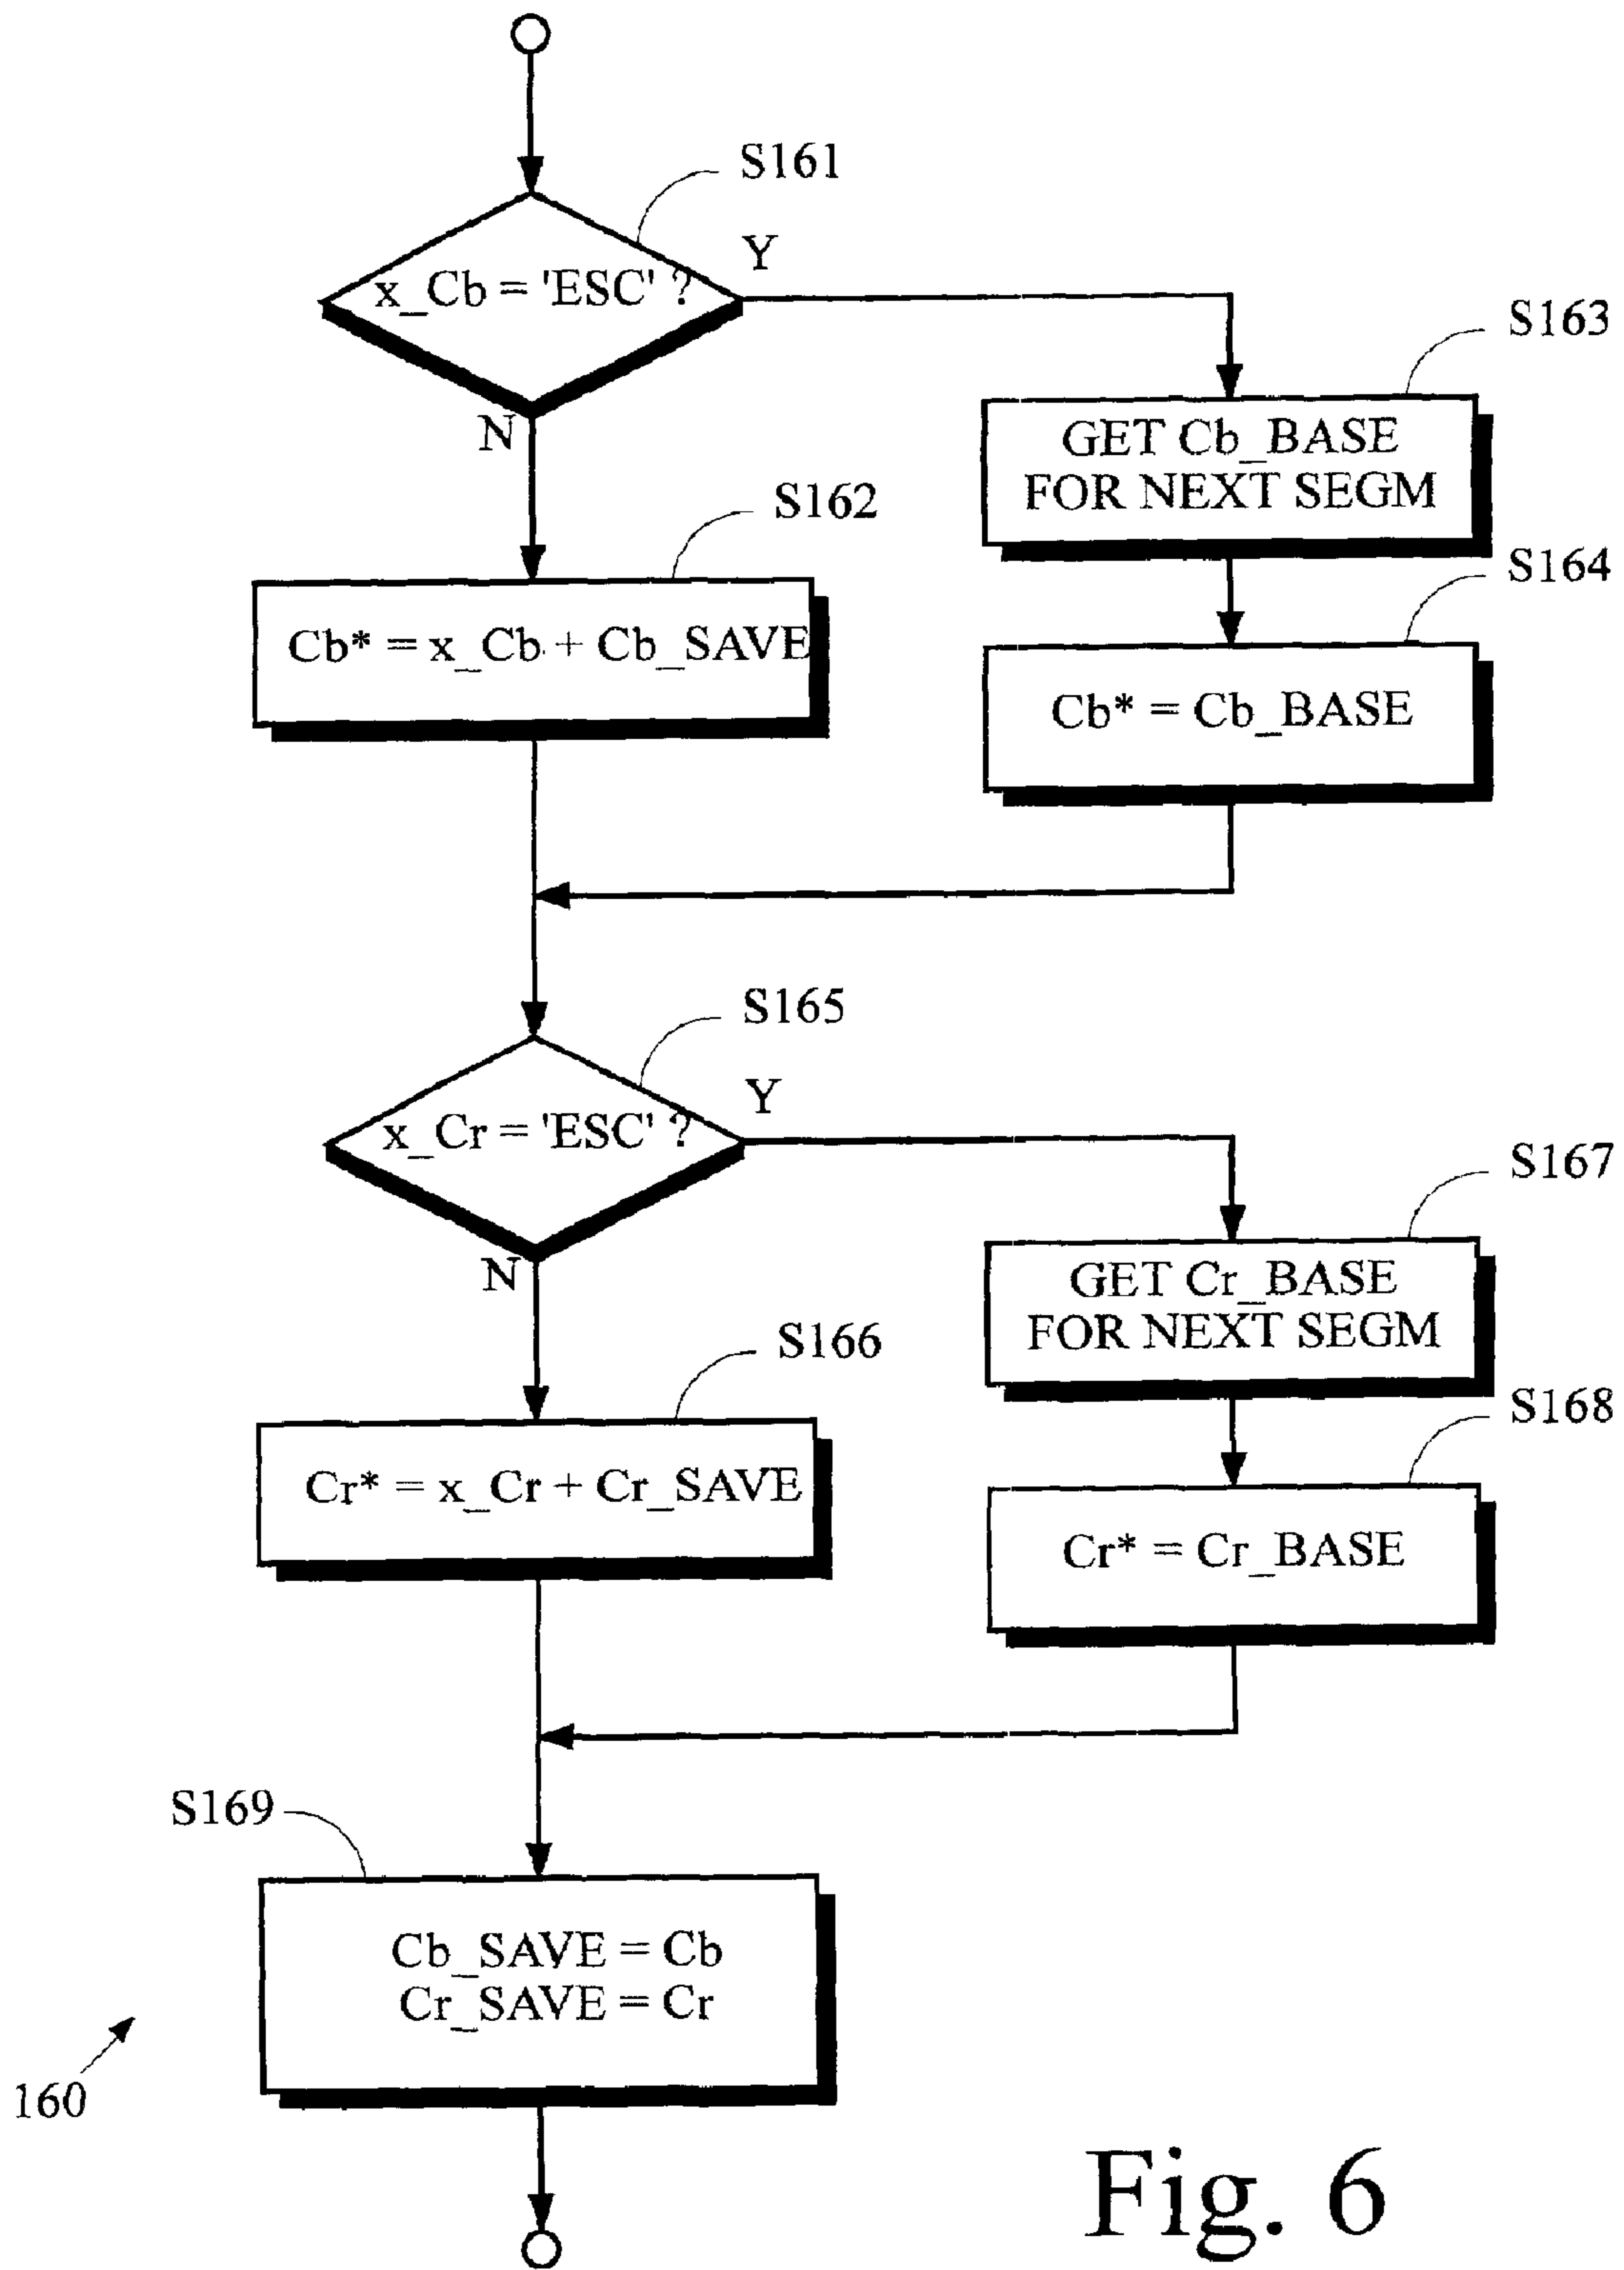 S161
x_Cb = 'ESC' ?
Y
N
S163
GET Cb_BASE
FOR NEXT SEGM
S162
Cb* = x_Cb + Cb_SAVE
S164
Cb* = Cb_BASE
S165
x_Cr = 'ESC' ?
Y
N
S167
GET Cr_BASE
FOR NEXT SEGM
S166
Cr* = x_Cr + Cr_SAVE
S168
Cr* = Cr_BASE
S169
Cb_SAVE = Cb
Cr_SAVE = Cr
160
Fig. 6